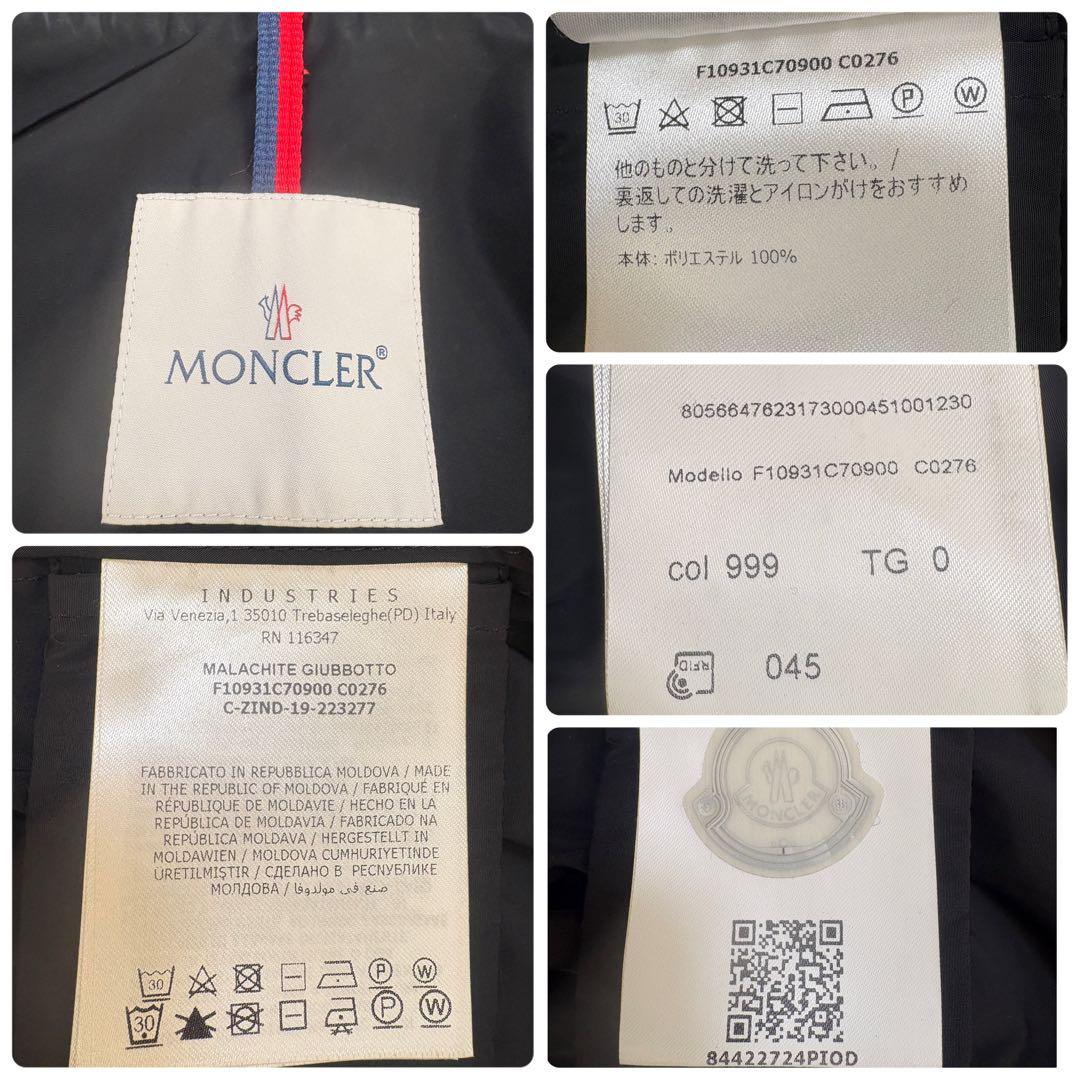 MONCLER®
F10931C70900 C0276
30
P
W
他のものと分けて洗って下さい。/
裏返しての洗濯とアイロンがけをおすすめ
します。
本体: ポリエステル 100%
8056647623173000451001230
Modello F10931C70900 C0276
col 999 TG 0
RFID 045
INDUSTRIES
Via Venezia,1 35010 Trebaseleghe(PD) Italy
RN 116347
MALACHITE GIUBBOTTO
F10931C70900 C0276
C-ZIND-19-223277
FABBRICATO IN REPUBBLICA MOLDOVA / MADE
IN THE REPUBLIC OF MOLDOVA / FABRIQUÉ EN
RÉPUBLIQUE DE MOLDAVIE / HECHO EN LA
REPÚBLICA DE MOLDAVIA / FABRICADO NA
REPÚBLICA MOLDAVA / HERGESTELLT IN
MOLDAWIEN / MOLDOVA CUMHURIYETINDE
ÜRETILMIŞTIR / СДЕЛАНО В РЕСПУБЛИКЕ
МОЛДОВА / صنع في مولدوفا
30 P W
30 P W
MONCLER
84422724PIOD